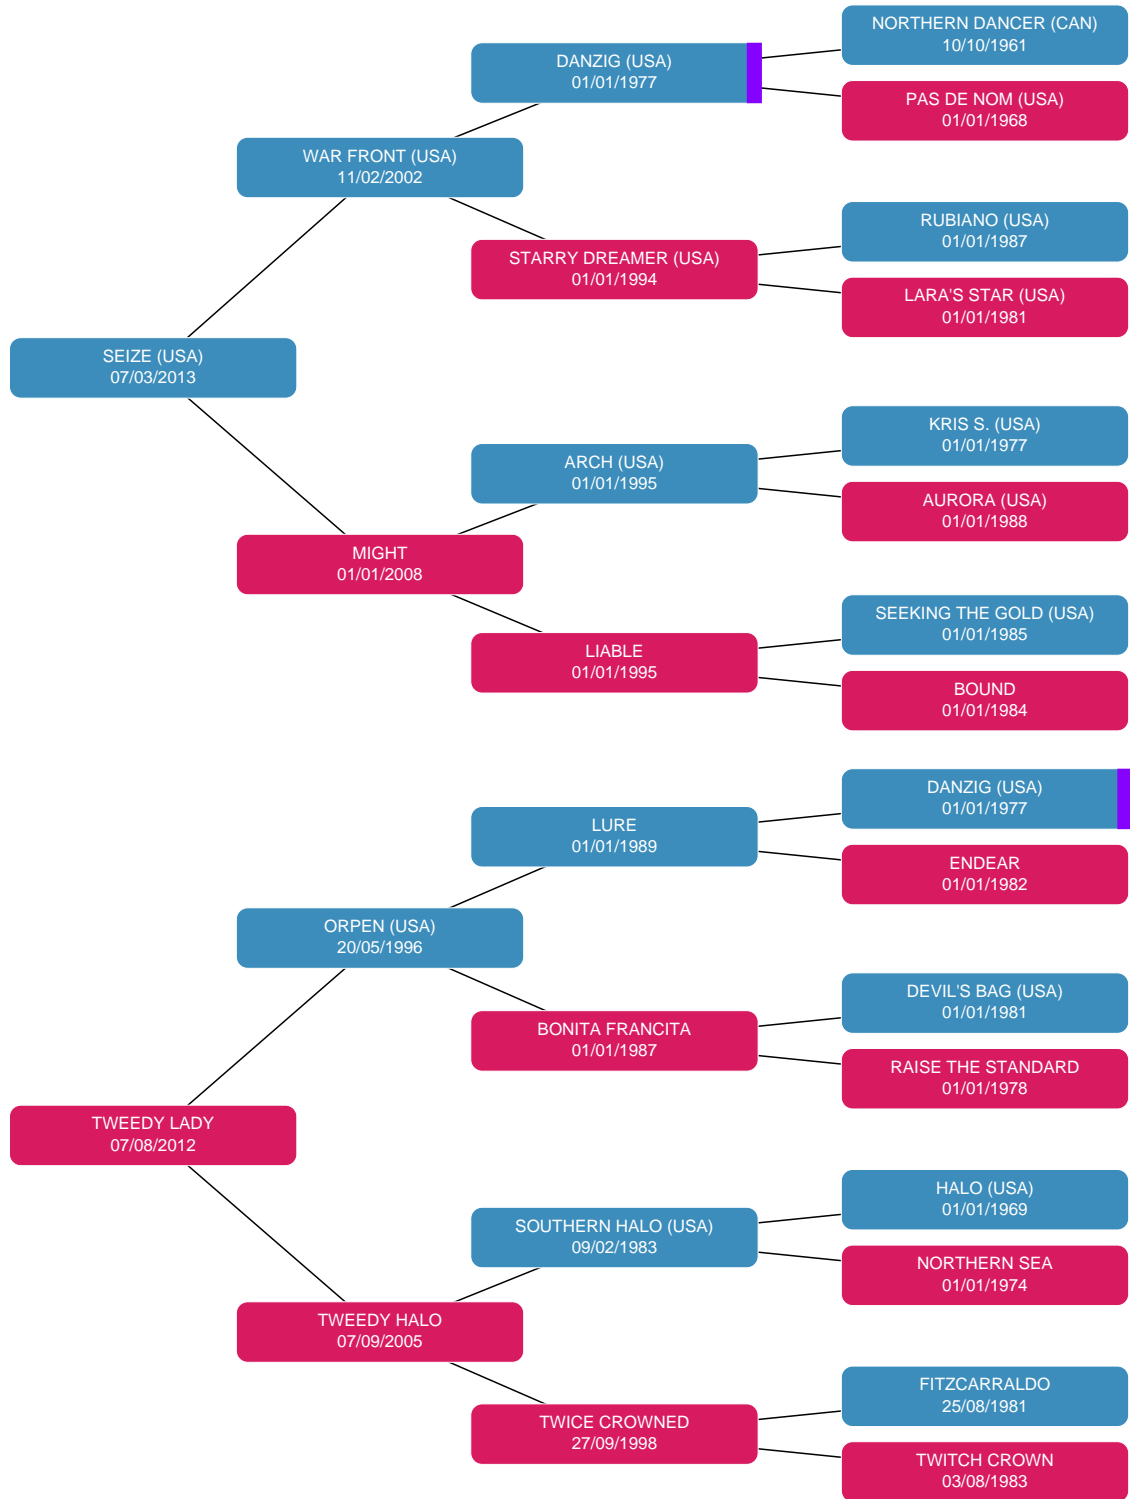 NORTHERN DANCER (CAN)
10/10/1961
DANZIG (USA)
01/01/1977
PAS DE NOM (USA)
01/01/1968
WAR FRONT (USA)
11/02/2002
RUBIANO (USA)
01/01/1987
STARRY DREAMER (USA)
01/01/1994
LARA'S STAR (USA)
01/01/1981
SEIZE (USA)
07/03/2013
KRIS S. (USA)
01/01/1977
ARCH (USA)
01/01/1995
AURORA (USA)
01/01/1988
MIGHT
01/01/2008
SEEKING THE GOLD (USA)
01/01/1985
LIABLE
01/01/1995
BOUND
01/01/1984
DANZIG (USA)
01/01/1977
LURE
01/01/1989
ENDEAR
01/01/1982
ORPEN (USA)
20/05/1996
DEVIL'S BAG (USA)
01/01/1981
BONITA FRANCITA
01/01/1987
RAISE THE STANDARD
01/01/1978
TWEEDY LADY
07/08/2012
HALO (USA)
01/01/1969
SOUTHERN HALO (USA)
09/02/1983
NORTHERN SEA
01/01/1974
TWEEDY HALO
07/09/2005
FITZCARRALDO
25/08/1981
TWICE CROWNED
27/09/1998
TWITCH CROWN
03/08/1983